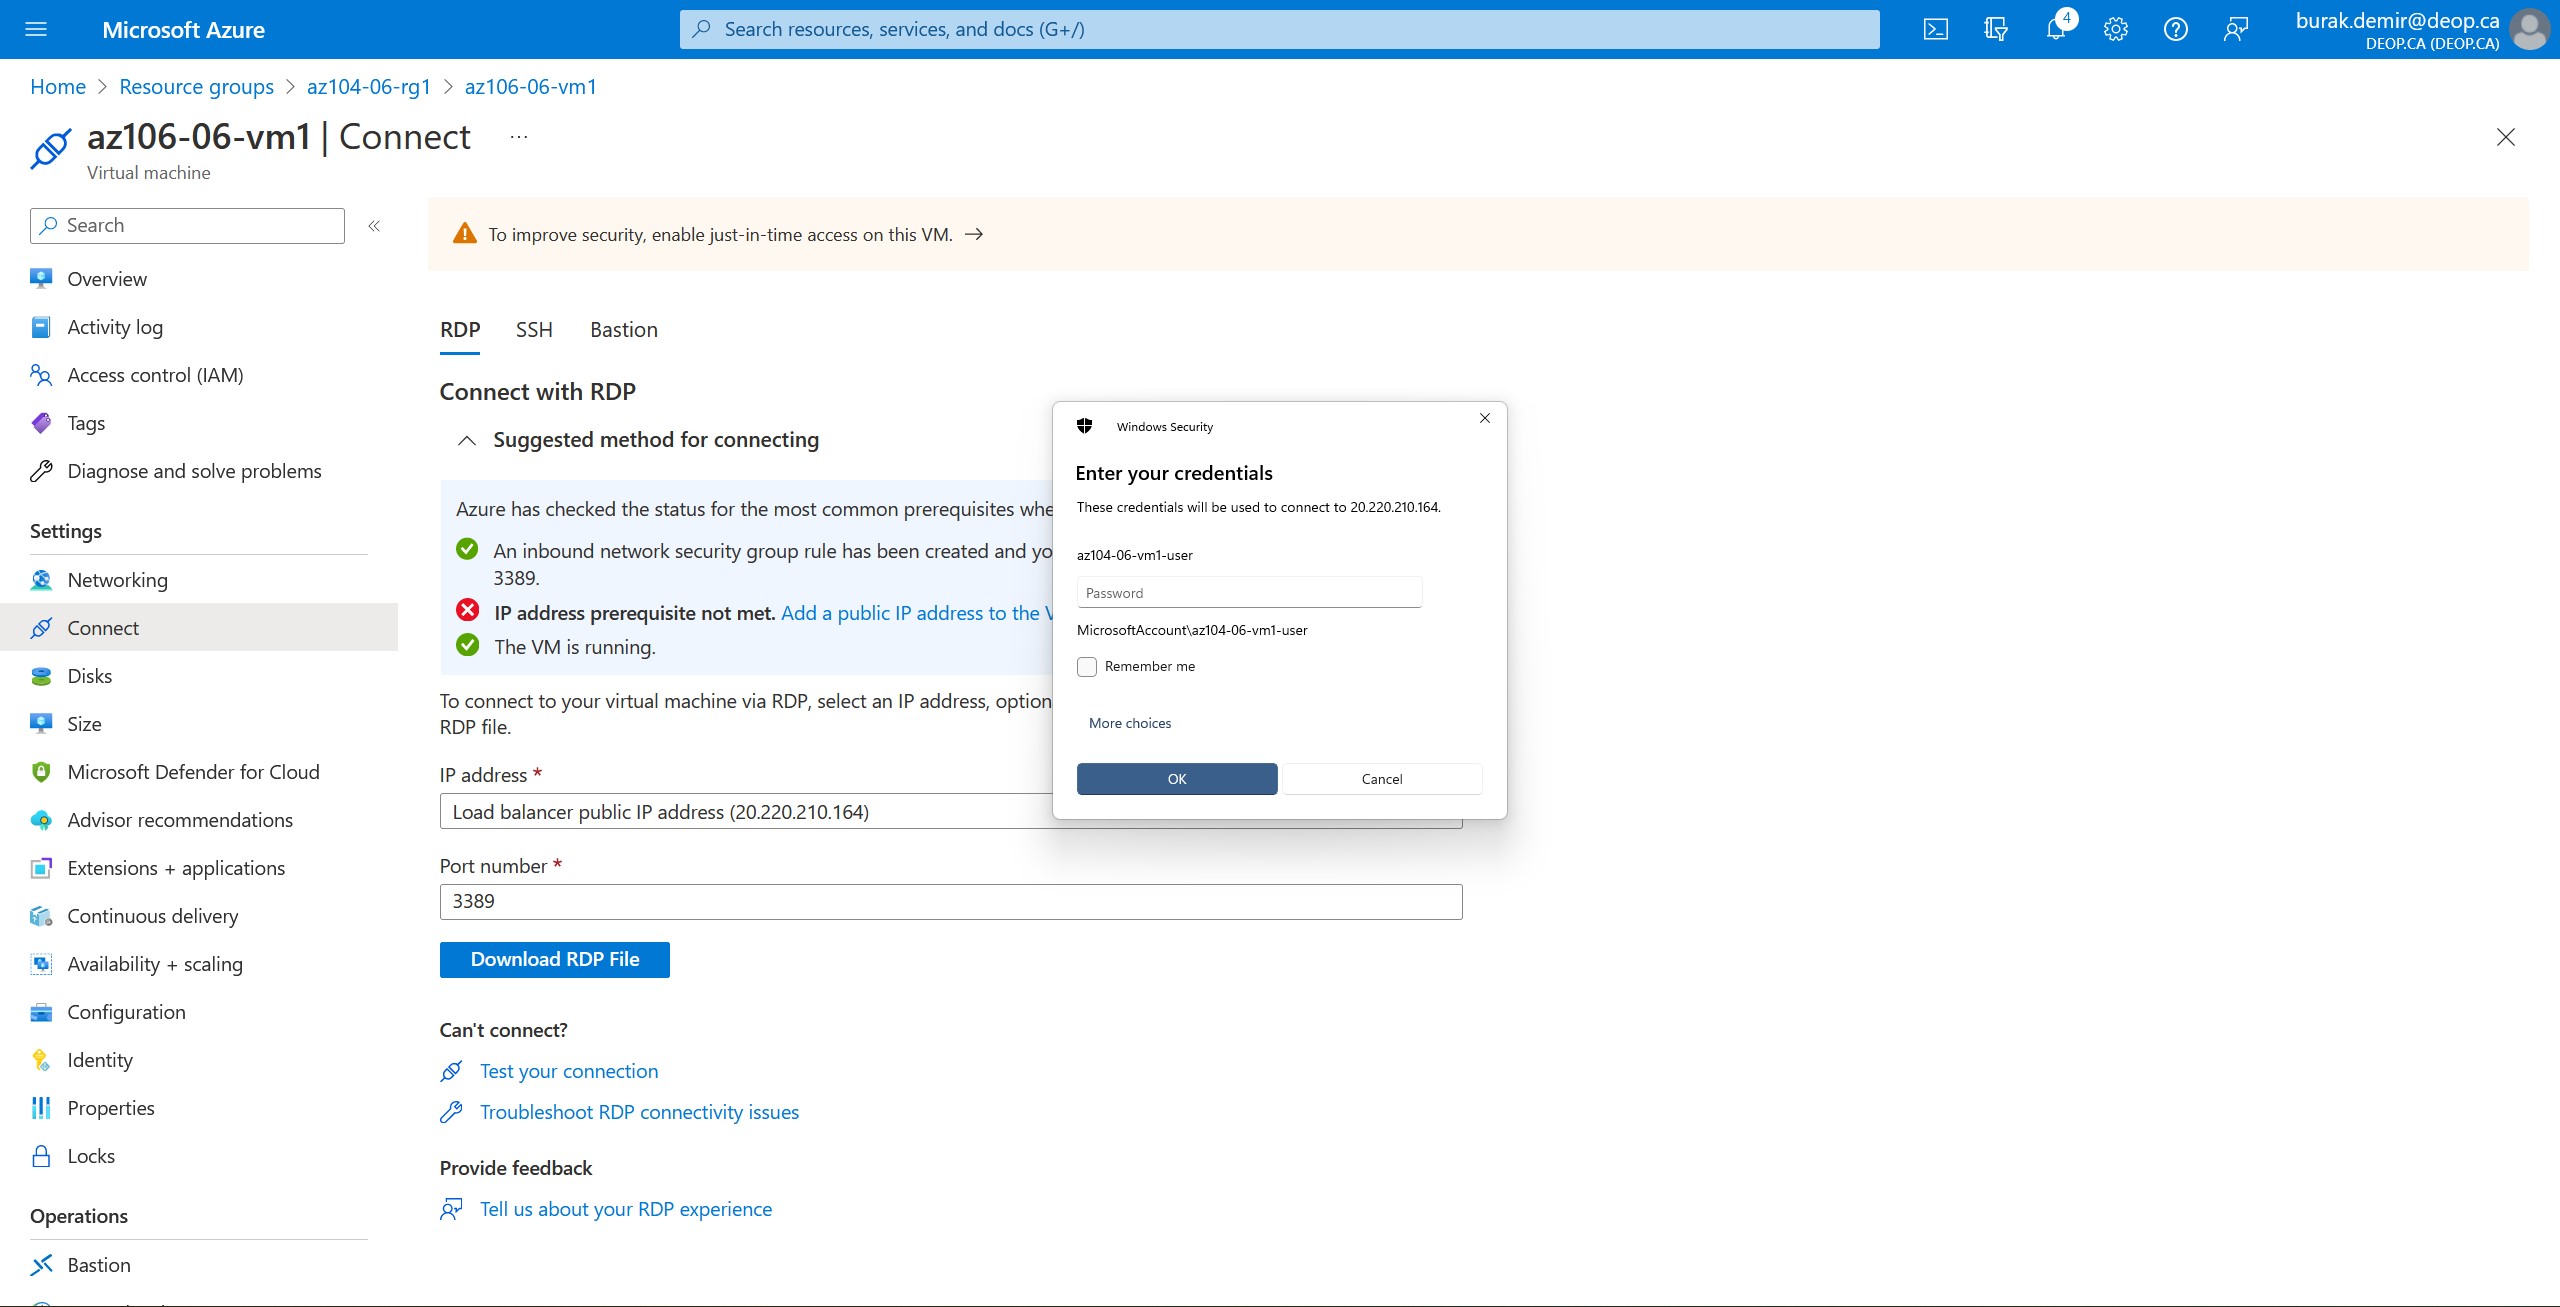 Microsoft Azure
Search resources, services, and docs (G+/)
4
burak.demir@deop.ca
DEOP.CA (DEOP.CA)
Home > Resource groups > az104-06-rg1 > az106-06-vm1
az106-06-vm1 | Connect ...
Virtual machine
Search
«
Overview
Activity log
Access control (IAM)
Tags
Diagnose and solve problems
Settings
Networking
Connect
Disks
Size
Microsoft Defender for Cloud
Advisor recommendations
Extensions + applications
Continuous delivery
Availability + scaling
Configuration
Identity
Properties
Locks
Operations
Bastion
To improve security, enable just-in-time access on this VM. →
RDP SSH Bastion
Connect with RDP
Suggested method for connecting
Azure has checked the status for the most common prerequisites whe
An inbound network security group rule has been created and yo
3389.
IP address prerequisite not met. Add a public IP address to the V
The VM is running.
To connect to your virtual machine via RDP, select an IP address, option
RDP file.
IP address *
Load balancer public IP address (20.220.210.164)
Port number *
3389
Download RDP File
Can't connect?
Test your connection
Troubleshoot RDP connectivity issues
Provide feedback
Tell us about your RDP experience
Windows Security
Enter your credentials
These credentials will be used to connect to 20.220.210.164.
az104-06-vm1-user
Password
MicrosoftAccount\az104-06-vm1-user
Remember me
More choices
OK
Cancel